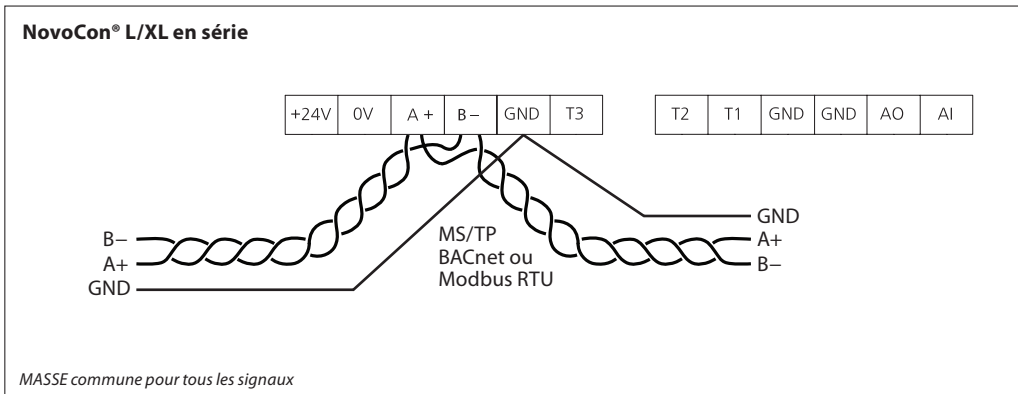 NovoCon® L/XL en série
+24V 0V A + B – GND T3 T2 T1 GND GND AO AI
GND
B– MS/TP A+
A+ BACnet ou B–
GND Modbus RTU
MASSE commune pour tous les signaux